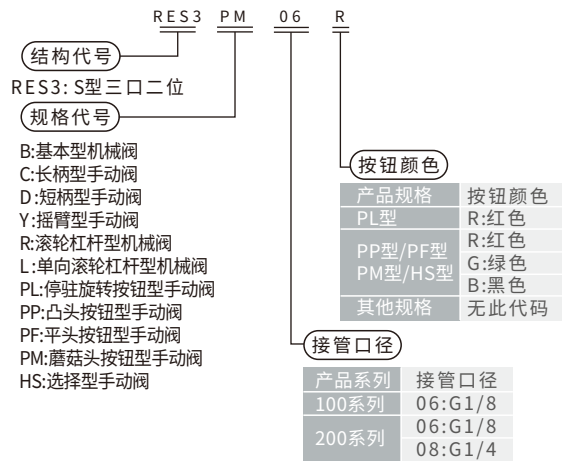 RES3 PM 06 R
结构代号
RES3: S型三口二位
规格代号
B:基本型机械阀
C:长柄型手动阀
D:短柄型手动阀
Y:摇臂型手动阀
R:滚轮杠杆型机械阀
L:单向滚轮杠杆型机械阀
PL:停驻旋转按钮型手动阀
PP:凸头按钮型手动阀
PF:平头按钮型手动阀
PM:蘑菇头按钮型手动阀
HS:选择型手动阀
按钮颜色
产品规格 按钮颜色
PL型 R:红色
PP型/PF型
PM型/HS型
R:红色
G:绿色
B:黑色
其他规格 无此代码
接管口径
产品系列 接管口径
100系列 06:G1/8
200系列
06:G1/8
08:G1/4